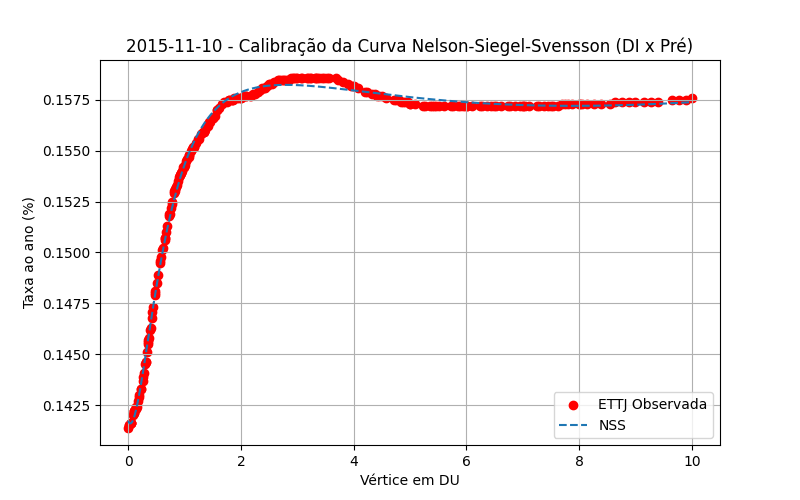 2015-11-10 - Calibração da Curva Nelson-Siegel-Svensson (DI x Pré)
Taxa ao ano (%)
0.1575
0.1550
0.1525
0.1500
0.1475
0.1450
0.1425
ETTJ Observada
NSS
0 2 4 6 8 10
Vértice em DU